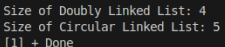 Size of Doubly Linked List: 4
Size of Circular Linked List: 5
[1] + Done